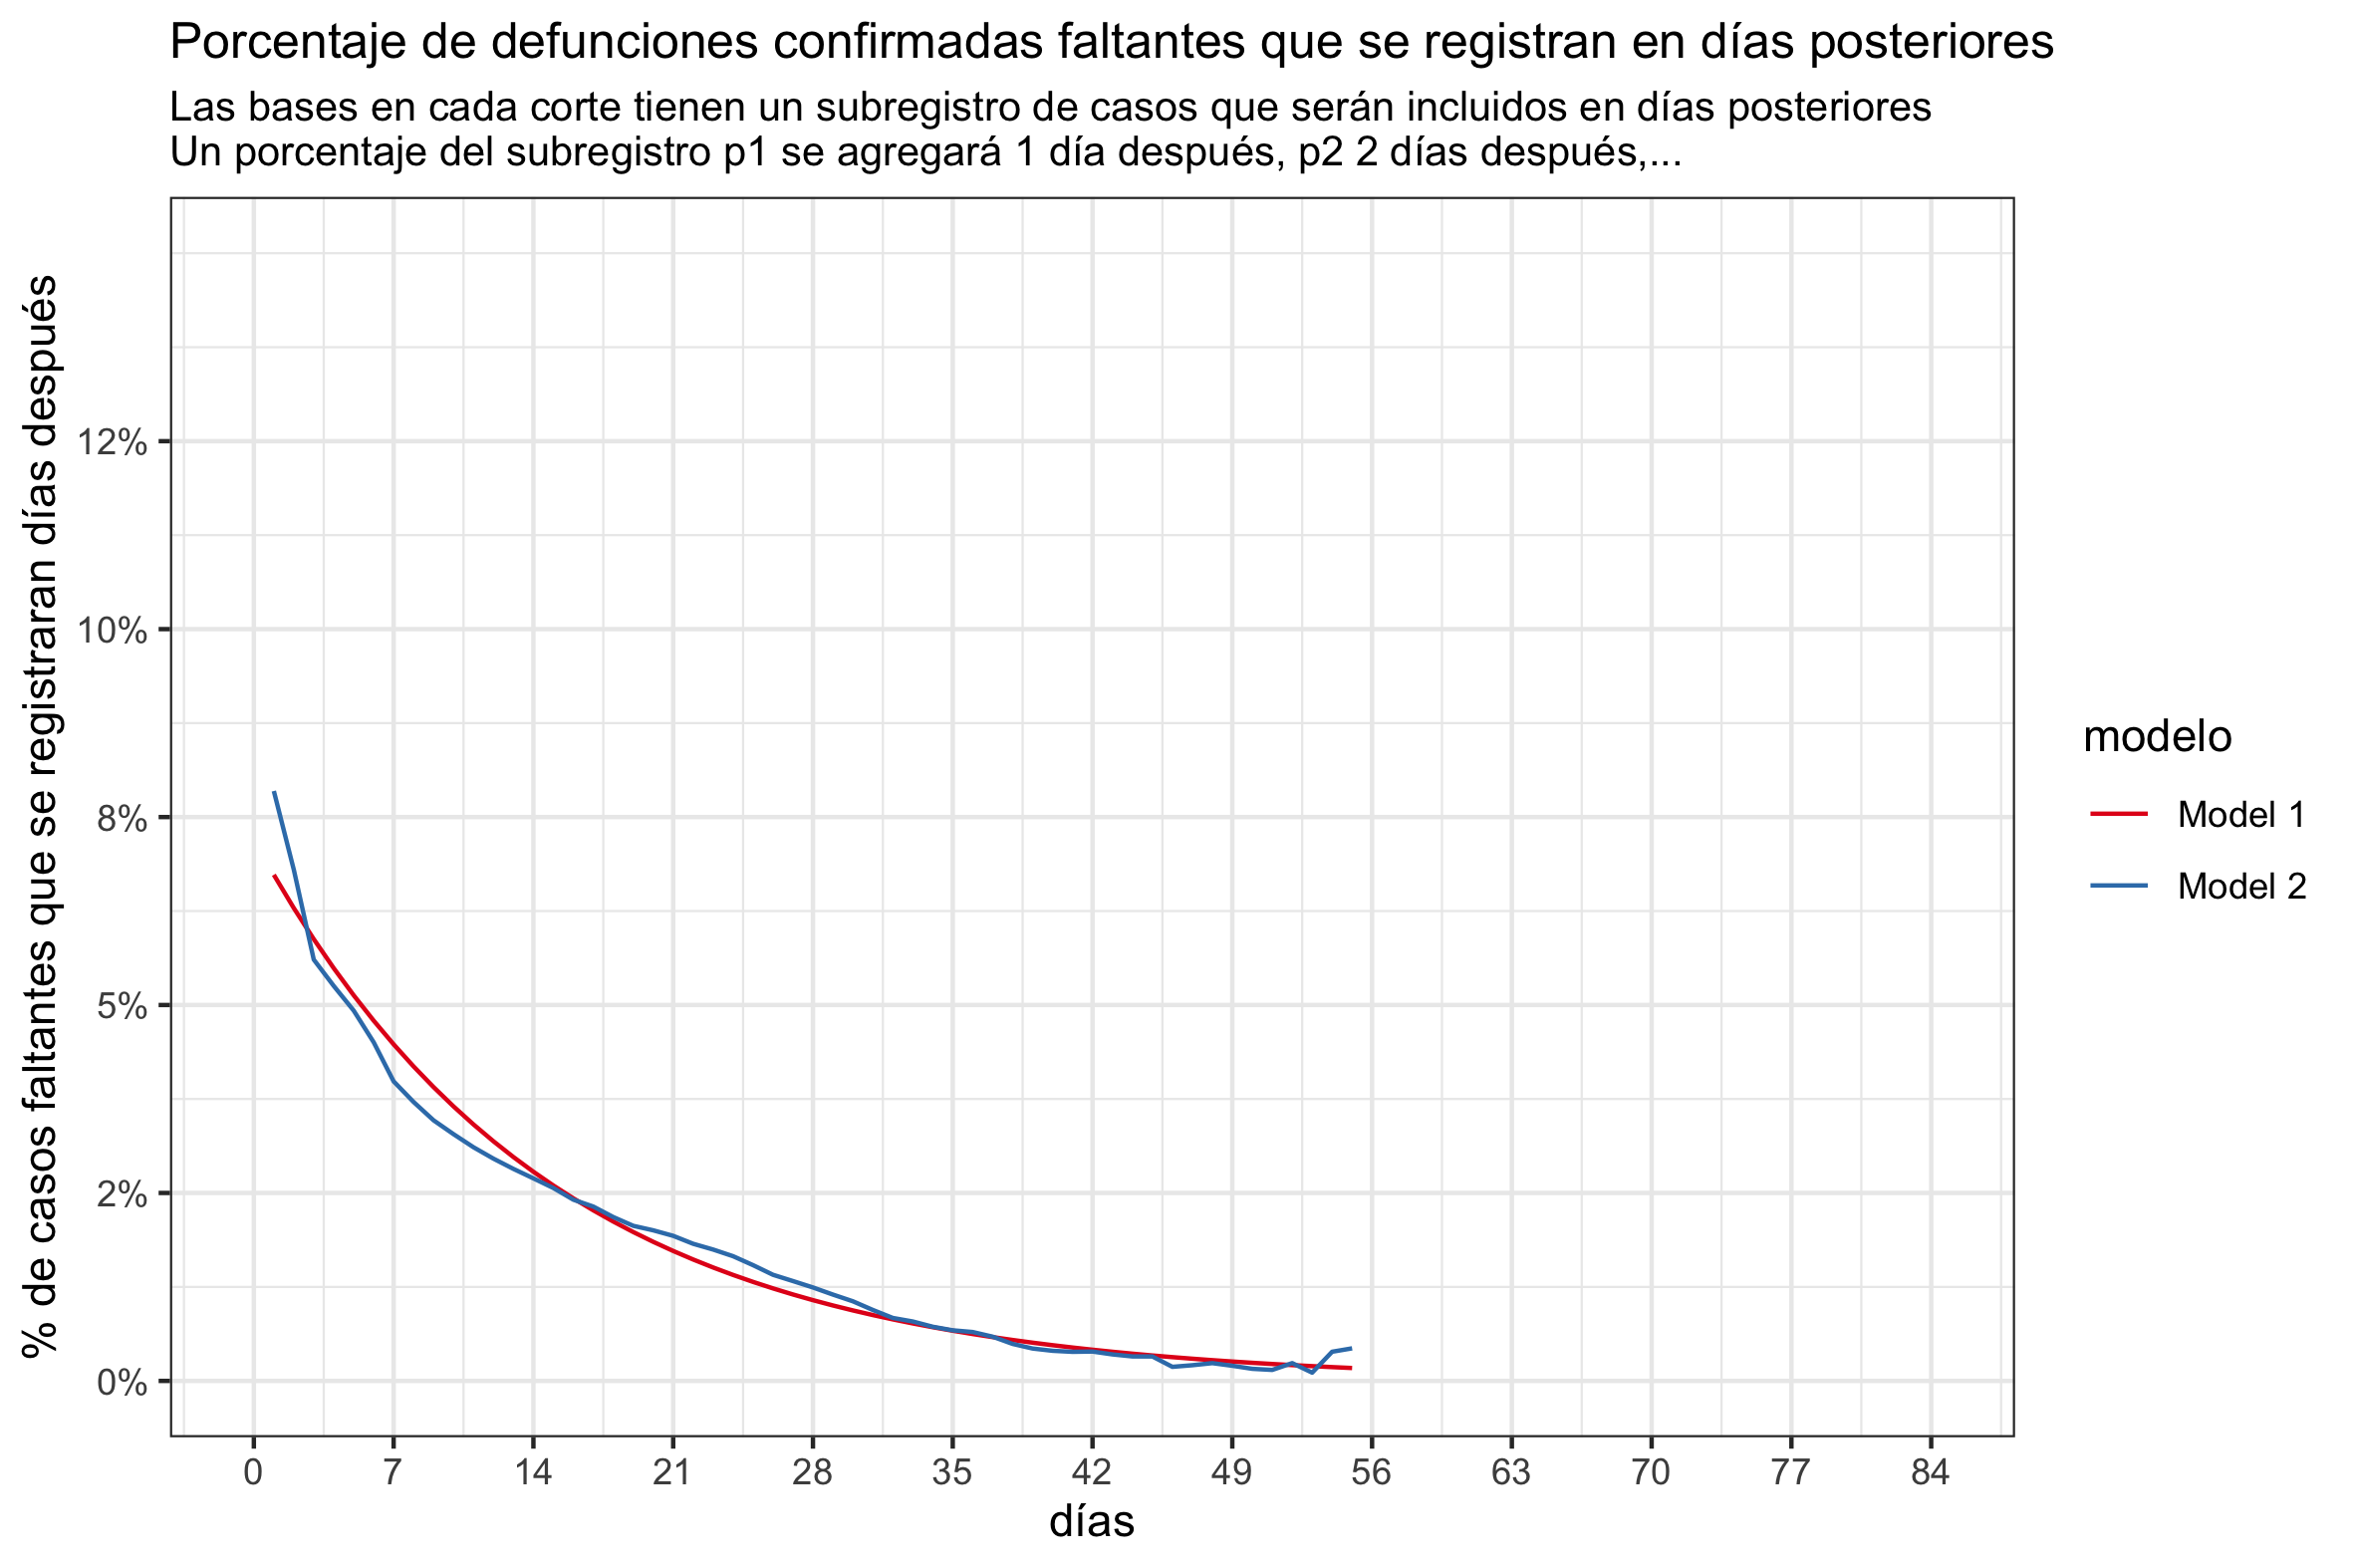 Porcentaje de defunciones confirmadas faltantes que se registran en días posteriores
Las bases en cada corte tienen un subregistro de casos que serán incluidos en días posteriores
Un porcentaje del subregistro p1 se agregará 1 día después, p2 2 días después,...
% de casos faltantes que se registraran días después
12%
10%
8%
5%
2%
0%
0 7 14 21 28 35 42 49 56 63 70 77 84
días
modelo
Model 1
Model 2